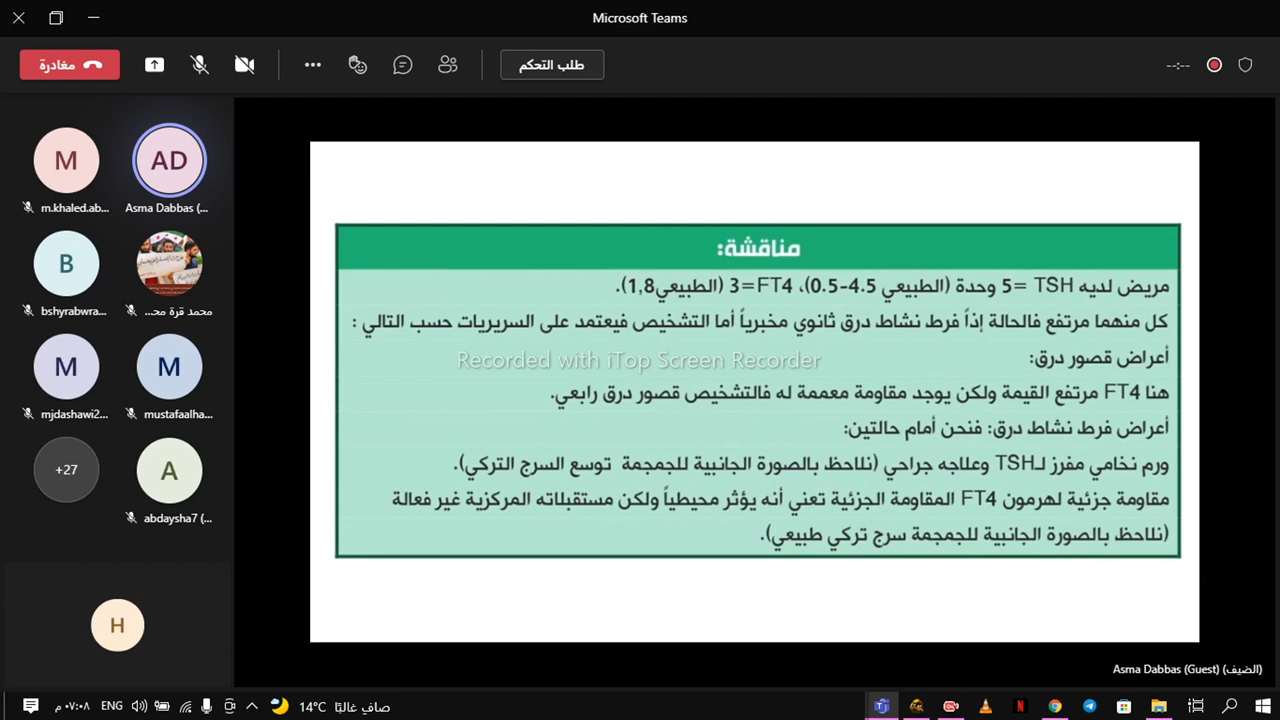 Microsoft Teams
مغادرة
طلب التحكم
--:--
M
AD
m.khaled.ab...
Asma Dabbas (...
B
bshyrabwra...
محمد قرة محـ...
M
M
mjdashawi2...
mustafaalha...
+27
A
abdaysha7 (...
H
مناقشة:
مريض لديه TSH =5 وحدة (الطبيعي 4.5-0.5)، FT4=3 (الطبيعي1,8).
كل منهما مرتفع فالحالة إذاً فرط نشاط درق ثانوي مخبرياً أما التشخيص فيعتمد على السريريات حسب التالي :
Recorded with iTop Screen Recorder
أعراض قصور درق:
هنا FT4 مرتفع القيمة ولكن يوجد مقاومة معممة له فالتشخيص قصور درق رابعي.
أعراض فرط نشاط درق: فنحن أمام حالتين:
ورم نخامي مفرز لـTSH وعلاجه جراحي (نلاحظ بالصورة الجانبية للجمجمة توسع السرج التركي).
مقاومة جزئية لهرمون FT4 المقاومة الجزئية تعني أنه يؤثر محيطياً ولكن مستقبلاته المركزية غير فعالة
(نلاحظ بالصورة الجانبية للجمجمة سرج تركي طبيعي).
Asma Dabbas (Guest) (الضيف)
٠٧:٠٨ م
ENG
14°C صافٍ غالبًا